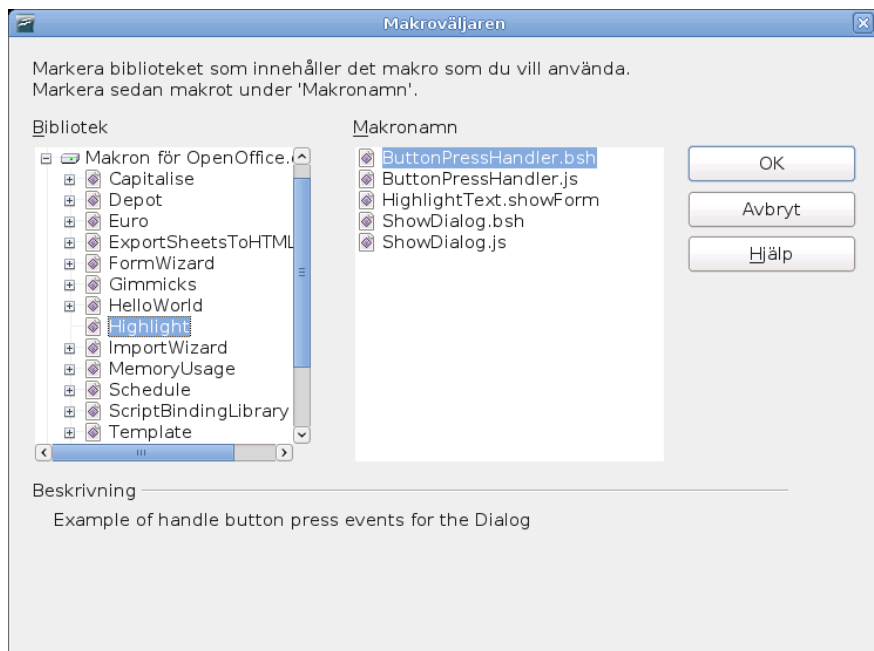 Makroväljaren
Markera biblioteket som innehåller det makro som du vill använda.
Markera sedan makrot under 'Makronamn'.
Bibliotek
Makron för OpenOffice.
Capitalise
Depot
Euro
ExportSheetsToHTML
FormWizard
Gimmicks
HelloWorld
Highlight
ImportWizard
MemoryUsage
Schedule
ScriptBindingLibrary
Template
Makronamn
ButtonPressHandler.bsh
ButtonPressHandler.js
HighlightText.showForm
ShowDialog.bsh
ShowDialog.js
OK
Avbryt
Hjälp
Beskrivning
Example of handle button press events for the Dialog